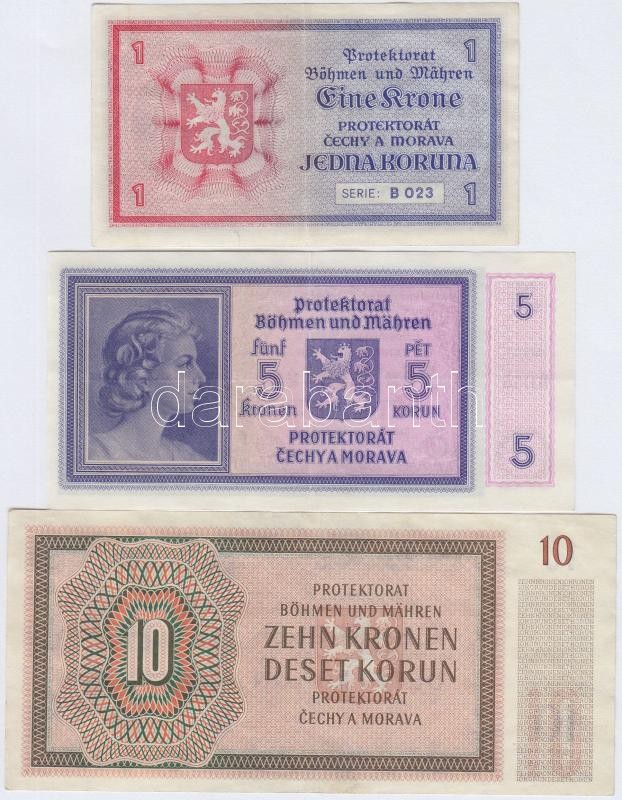 1
1
Protektorat
Böhmen und Mähren
Eine Krone
PROTEKTORÁT
ČECHY A MORAVA
JEDNA KORUNA
SERIE: B 023
1
1
Protektorat
Böhmen und Mähren
fünf PĚT
5 5
Kronen KORUN
PROTEKTORÁT
ČECHY A MORAVA
5
5
darabanth
10
PROTEKTORAT
BÖHMEN UND MÄHREN
ZEHN KRONEN
DESET KORUN
PROTEKTORÁT
ČECHY A MORAVA
10